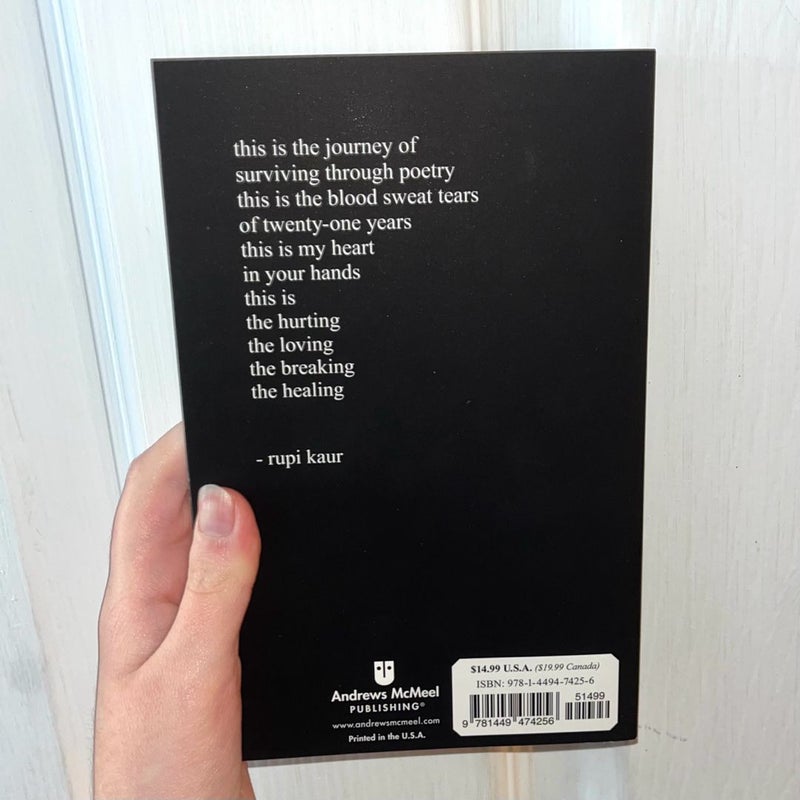 this is the journey of
surviving through poetry
this is the blood sweat tears
of twenty-one years
this is my heart
in your hands
this is
the hurting
the loving
the breaking
the healing
- rupi kaur
Andrews McMeel
PUBLISHING®
www.andrewsmcmeel.com
Printed in the U.S.A.
$14.99 U.S.A. ($19.99 Canada)
ISBN: 978-1-4494-7425-6
51499
9 781449 474256